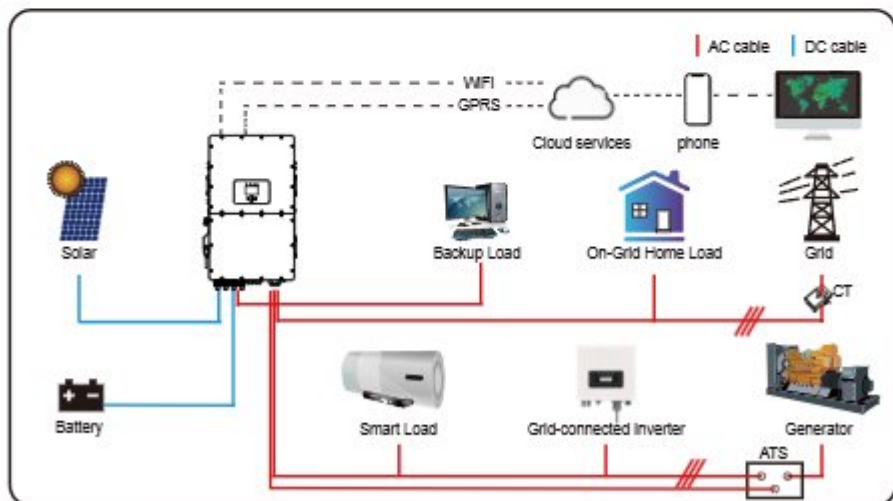 AC cable
DC cable
WIFI
GPRS
Cloud services
phone
Solar
Backup Load
On-Grid Home Load
Grid
CT
Battery
Smart Load
Grid-connected Inverter
Generator
ATS